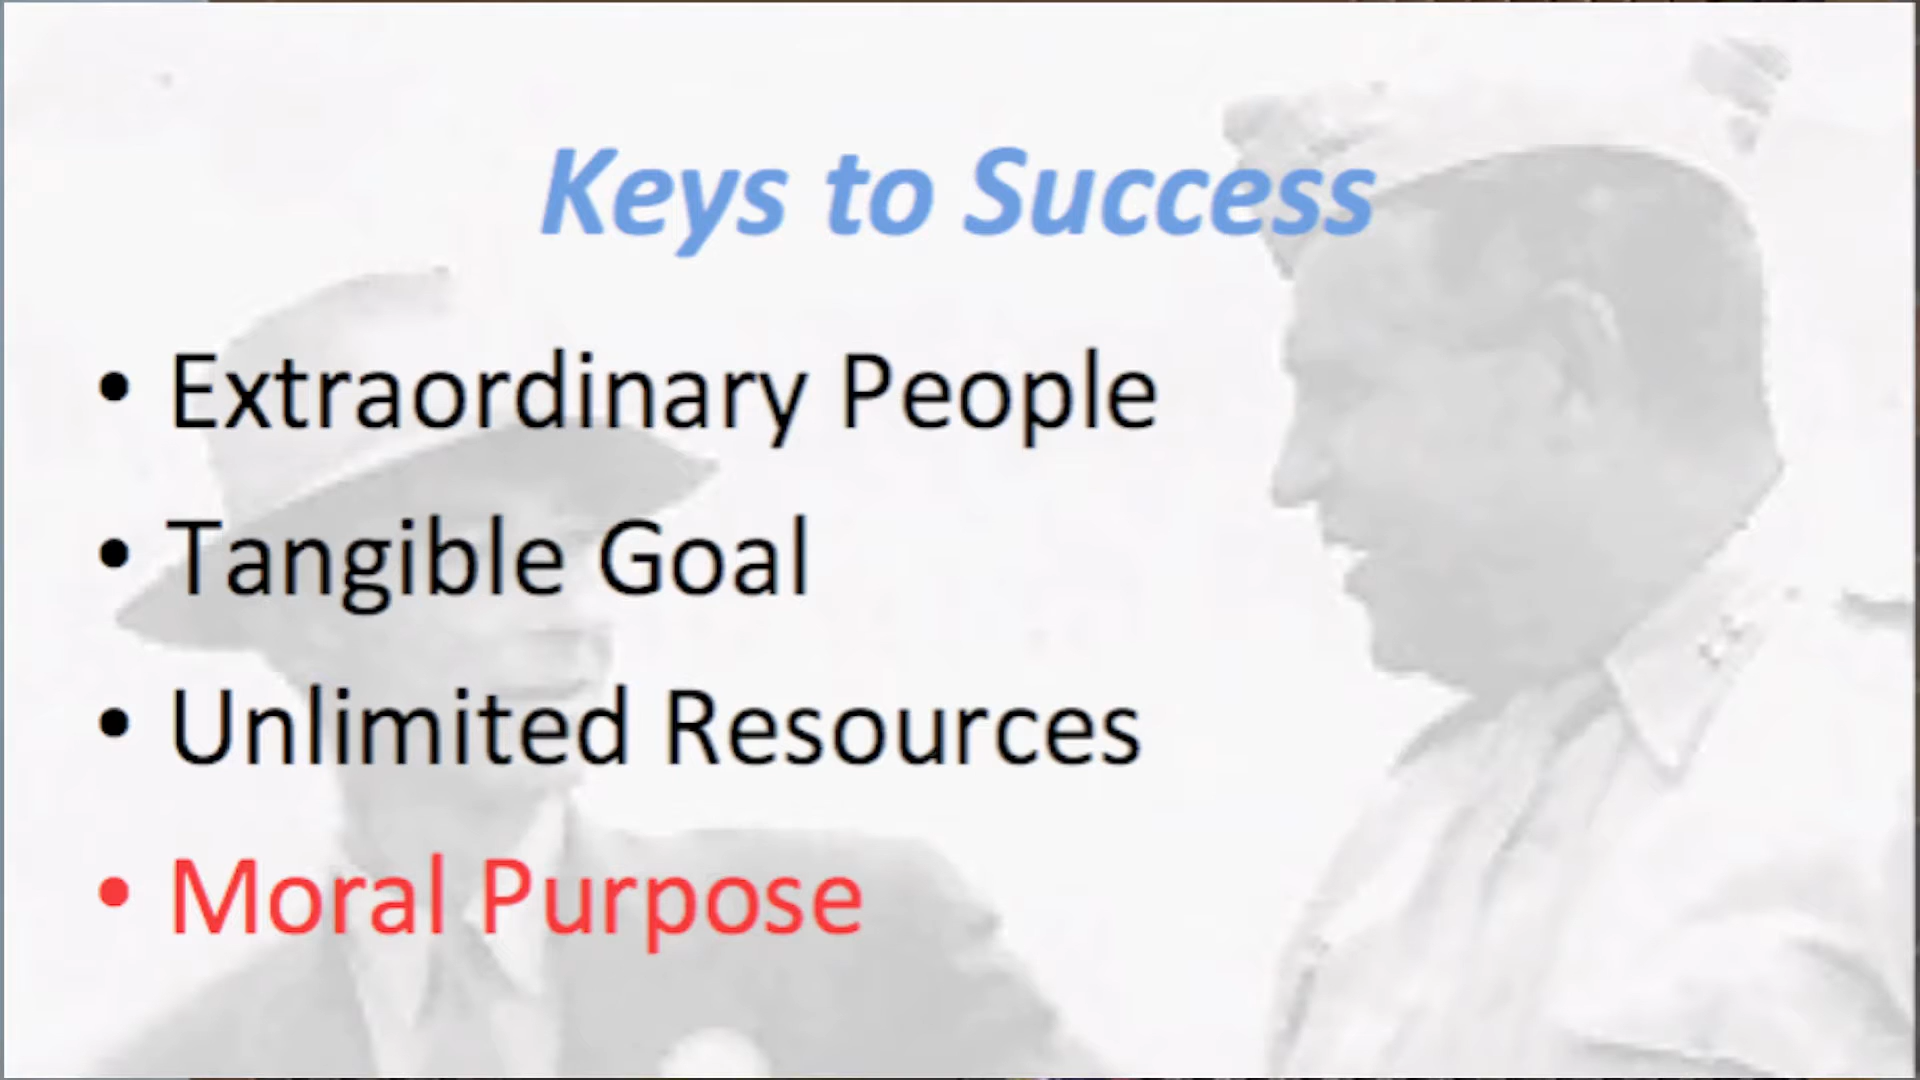 Keys to Success
• Extraordinary People
• Tangible Goal
• Unlimited Resources
• Moral Purpose